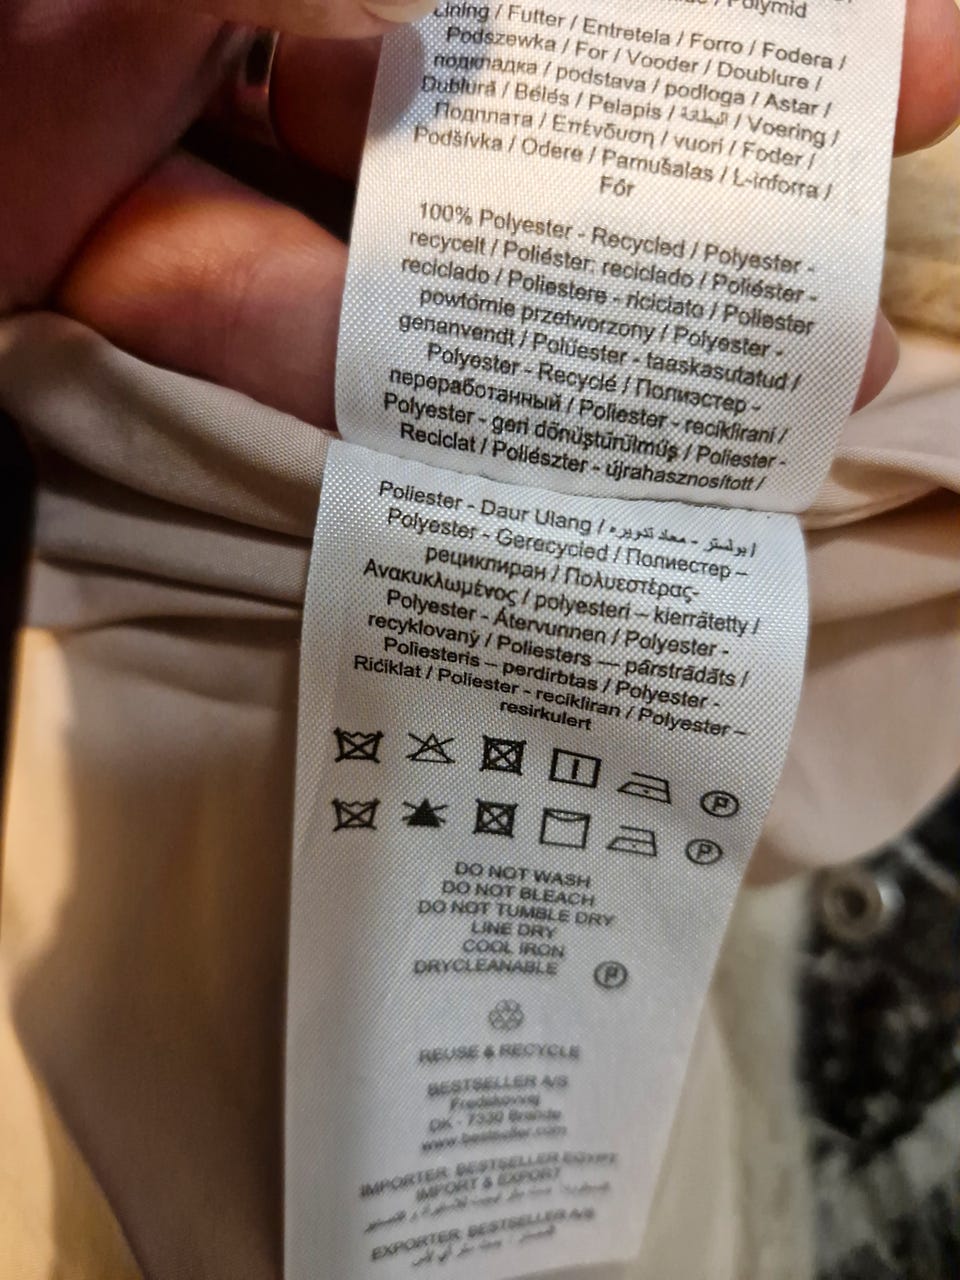 Polymid
Lining / Futter / Entretela / Forro / Fodera /
Podszewka / For / Vooder / Doublure /
подкладка / podstava / podloga / Astar /
Dublură / Bélés / Pelapis / البطانة / Voering /
Подплата / Επένδυση / vuori / Foder /
Podšívka / Odere / Pamušalas / L-inforra /
Fór
100% Polyester - Recycled / Polyester -
recycelt / Poliéster: reciclado / Poliéster -
reciclado / Poliestere - riciclato / Poliester
powtórnie przetworzony / Polyester -
genanvendt / Polüester - taaskasutatud /
Polyester - Recyclé / Полиэстер -
переработанный / Poliester - reciklirani /
Polyester - geri dönüştürülmüş / Poliester -
Reciclat / Poliészter - újrahasznosított /
Poliester - Daur Ulang / بوليستر - معاد تدويره /
Polyester - Gerecycled / Полиестер –
рециклиран / Πολυεστέρας-
Ανακυκλωμένος / polyesteri – kierrätetty /
Polyester - Återvunnen / Polyester -
recyklovaný / Poliesters — pārstrādāts /
Poliesteris – perdirbtas / Polyester -
Riċiklat / Poliester - recikliran / Polyester –
resirkulert
P
P
DO NOT WASH
DO NOT BLEACH
DO NOT TUMBLE DRY
LINE DRY
COOL IRON
DRYCLEANABLE P
REUSE & RECYCLE
BESTSELLER A/S
Fredskovvej
DK - 7330 Brande
www.bestseller.com
IMPORTER: BESTSELLER EGYPT
IMPORT & EXPORT
EXPORTER: BESTSELLER A/S